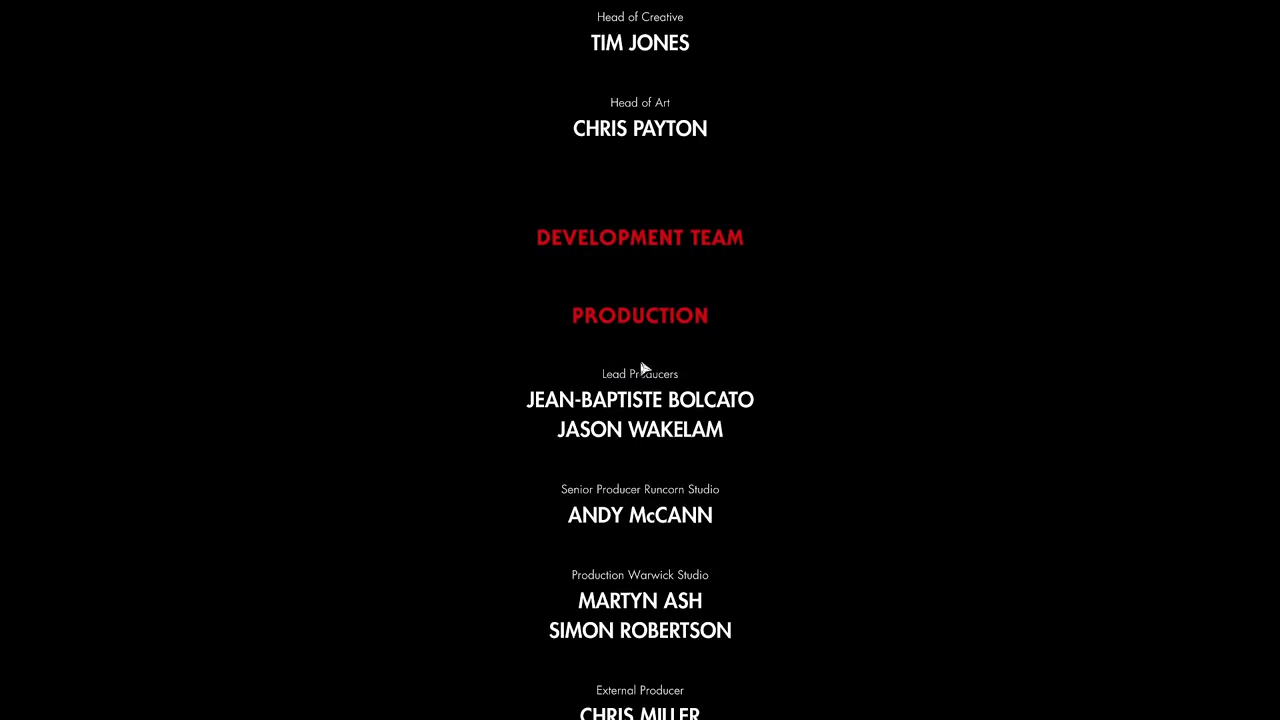 Head of Creative
TIM JONES
Head of Art
CHRIS PAYTON
DEVELOPMENT TEAM
PRODUCTION
Lead Producers
JEAN-BAPTISTE BOLCATO
JASON WAKELAM
Senior Producer Runcorn Studio
ANDY McCANN
Production Warwick Studio
MARTYN ASH
SIMON ROBERTSON
External Producer
CHRIS MILLER